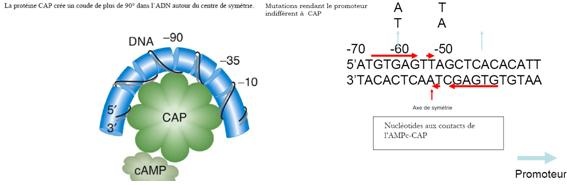 La protéine CAP crée un coude de plus de 90° dans l'ADN autour du centre de symétrie.
DNA
-90
-35
-10
5'
3'
CAP
cAMP
Mutations rendant le promoteur
indifférent à CAP
A T
T A
-70 -60 -50
5'ATGTGAGTTAGCTCACACATT
3'TACACTCAATCGAGTGTGTAA
Axe de symétrie
Nucléotides aux contacts de
l'AMPc-CAP
Promoteur